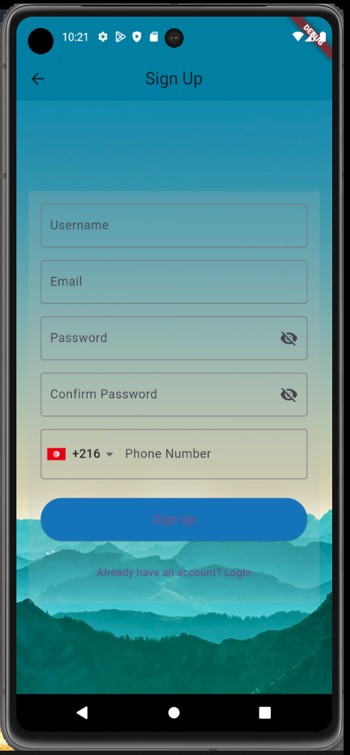 10:21
DEBUG
Sign Up
Username
Email
Password
Confirm Password
+216 Phone Number
Sign Up
Already have an account? Login